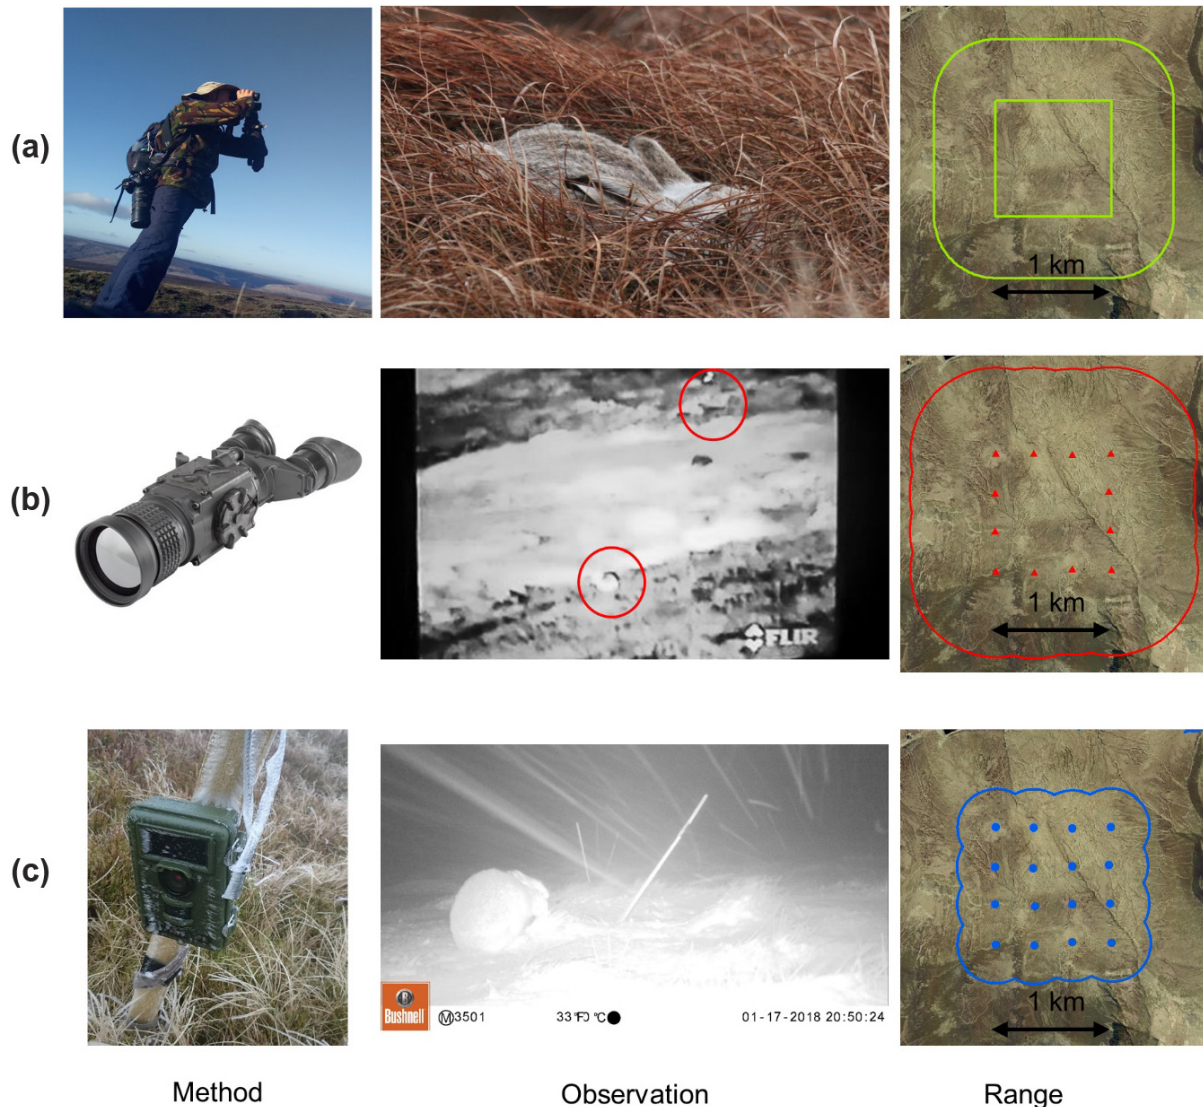 (a)
1 km
(b)
FLIR
1 km
(c)
1 km
Bushnell
M3501 33°F0°C 01-17-2018 20:50:24
Method Observation Range